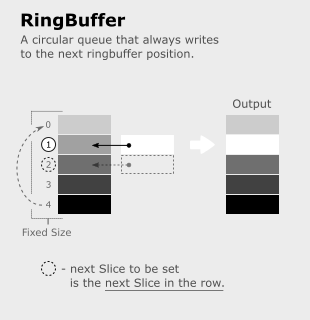 RingBuffer
A circular queue that always writes
to the next ringbuffer position.
Output
0
1
2
3
4
Fixed Size
- next Slice to be set
is the next Slice in the row.